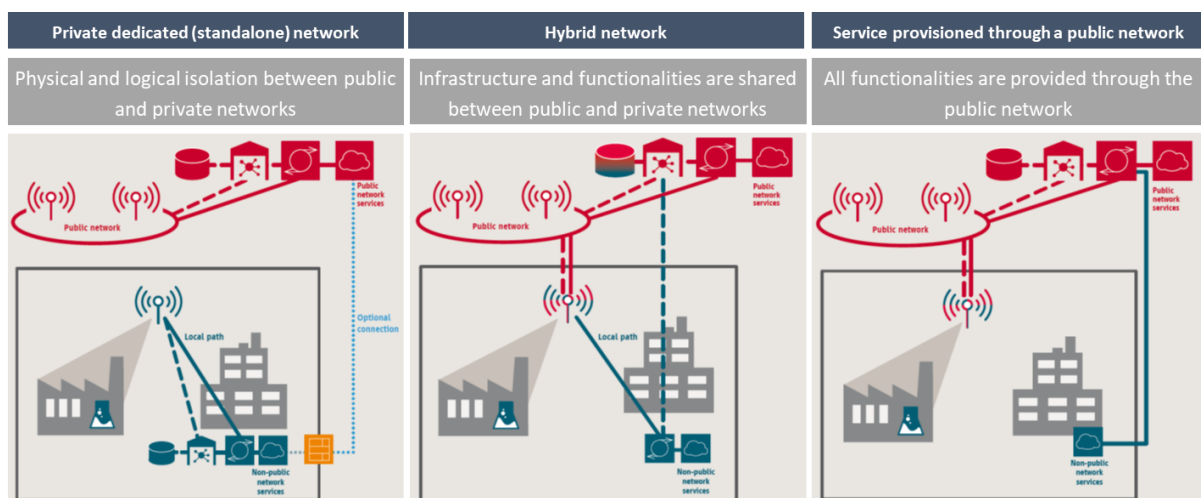 Private dedicated (standalone) network
Physical and logical isolation between public
and private networks
Public
network
services
Public network
Optional
connection
Local path
Non-public
network
services
Hybrid network
Infrastructure and functionalities are shared
between public and private networks
Public
network
services
Public network
Local path
Non-public
network
services
Service provisioned through a public network
All functionalities are provided through the
public network
Public
network
services
Public network
Non-public
network
services